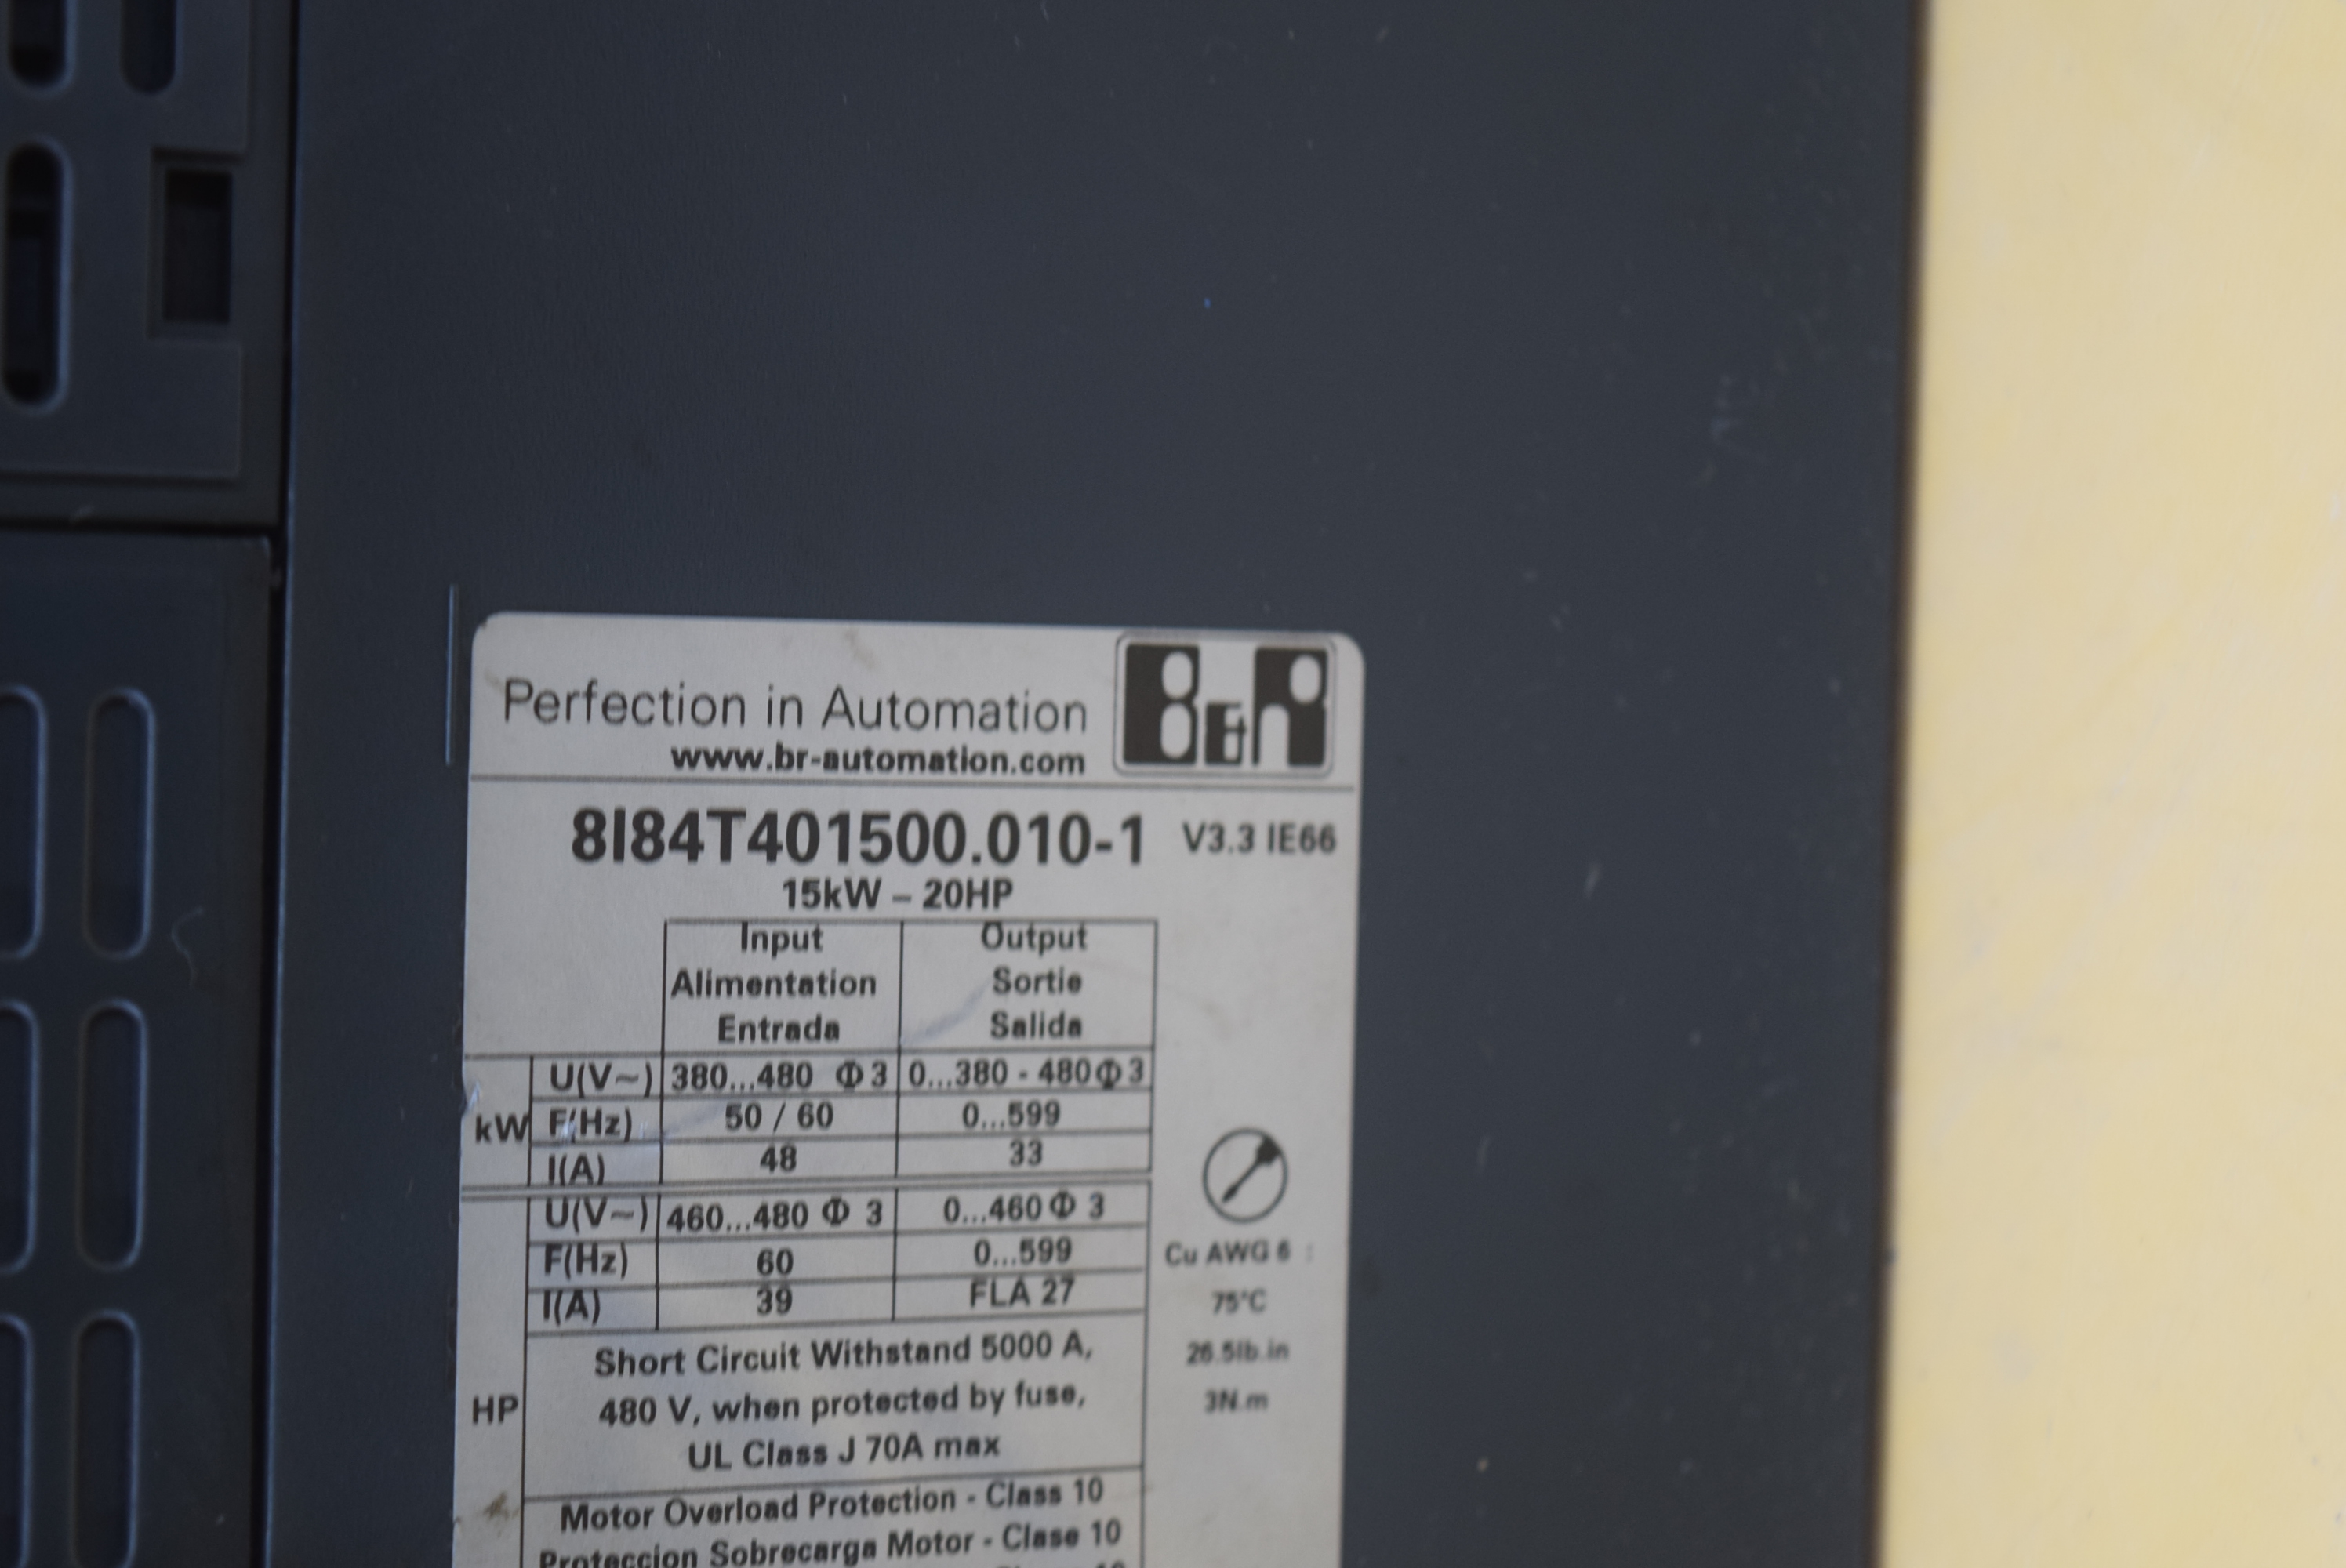 Perfection in Automation
B&R
www.br-automation.com
8I84T401500.010-1 V3.3 IE66
15kW – 20HP
Input Output
Alimentation Sortie
Entrada Salida
kW
U(V~) 380...480 Φ3 0...380 - 480Φ3
F(Hz) 50 / 60 0...599
I(A) 48 33
HP
U(V~) 460...480 Φ 3 0...460 Φ 3
F(Hz) 60 0...599
I(A) 39 FLA 27
Short Circuit Withstand 5000 A,
480 V, when protected by fuse,
UL Class J 70A max
Motor Overload Protection - Class 10
Proteccion Sobrecarga Motor - Clase 10
Cu AWG 6 :
75°C
26.5lb.in
3N.m